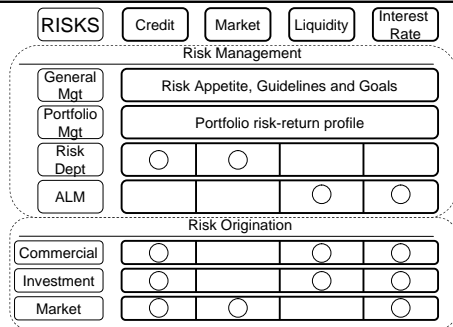 RISKS Credit Market Liquidity Interest Rate
Risk Management
General Mgt Risk Appetite, Guidelines and Goals
Portfolio Mgt Portfolio risk-return profile
Risk Dept
ALM
Risk Origination
Commercial
Investment
Market